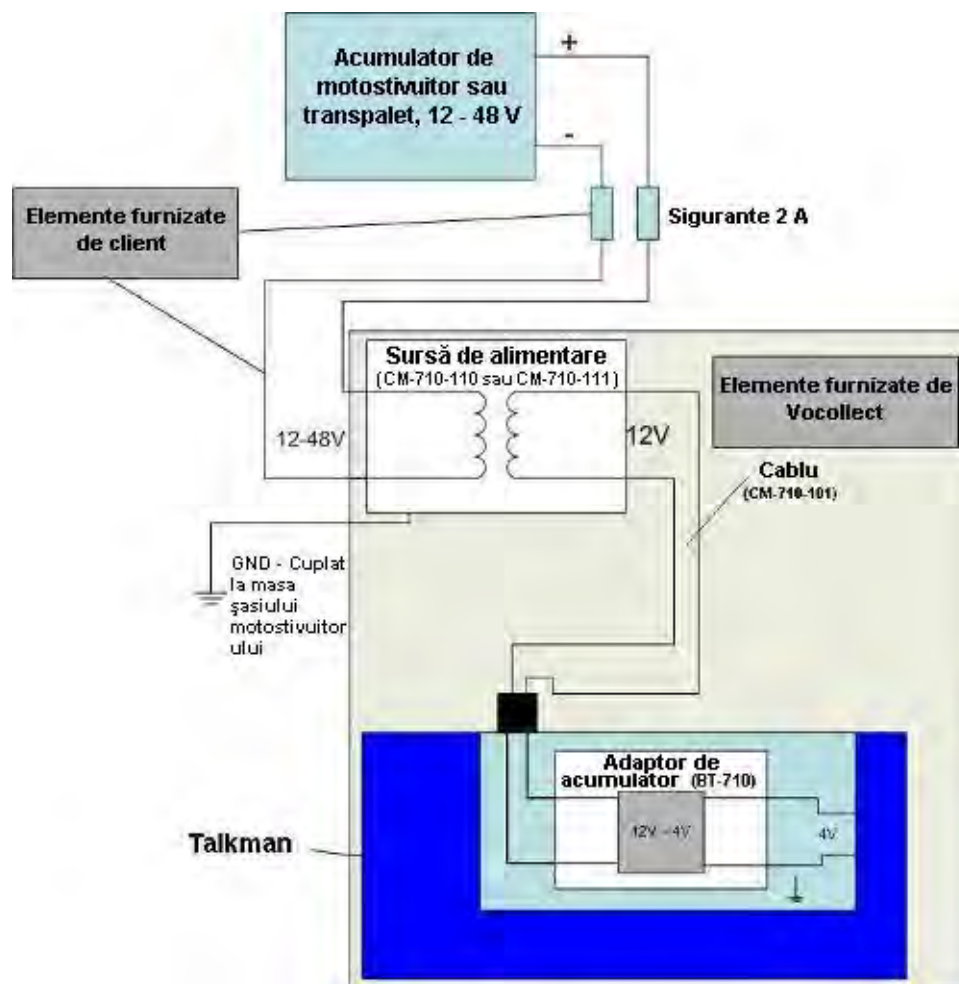 Acumulator de
motostivuitor sau
transpalet, 12 - 48 V
+
-
Elemente furnizate
de client
Sigurante 2 A
Sursă de alimentare
(CM-710-110 sau CM-710-111)
Elemente furnizate de
Vocollect
12-48V
12V
Cablu
(CM-710-101)
GND - Cuplat
la masa
şasiului
motostivuitor
ului
Adaptor de
acumulator (BT-710)
12V - 4V
4V
Talkman